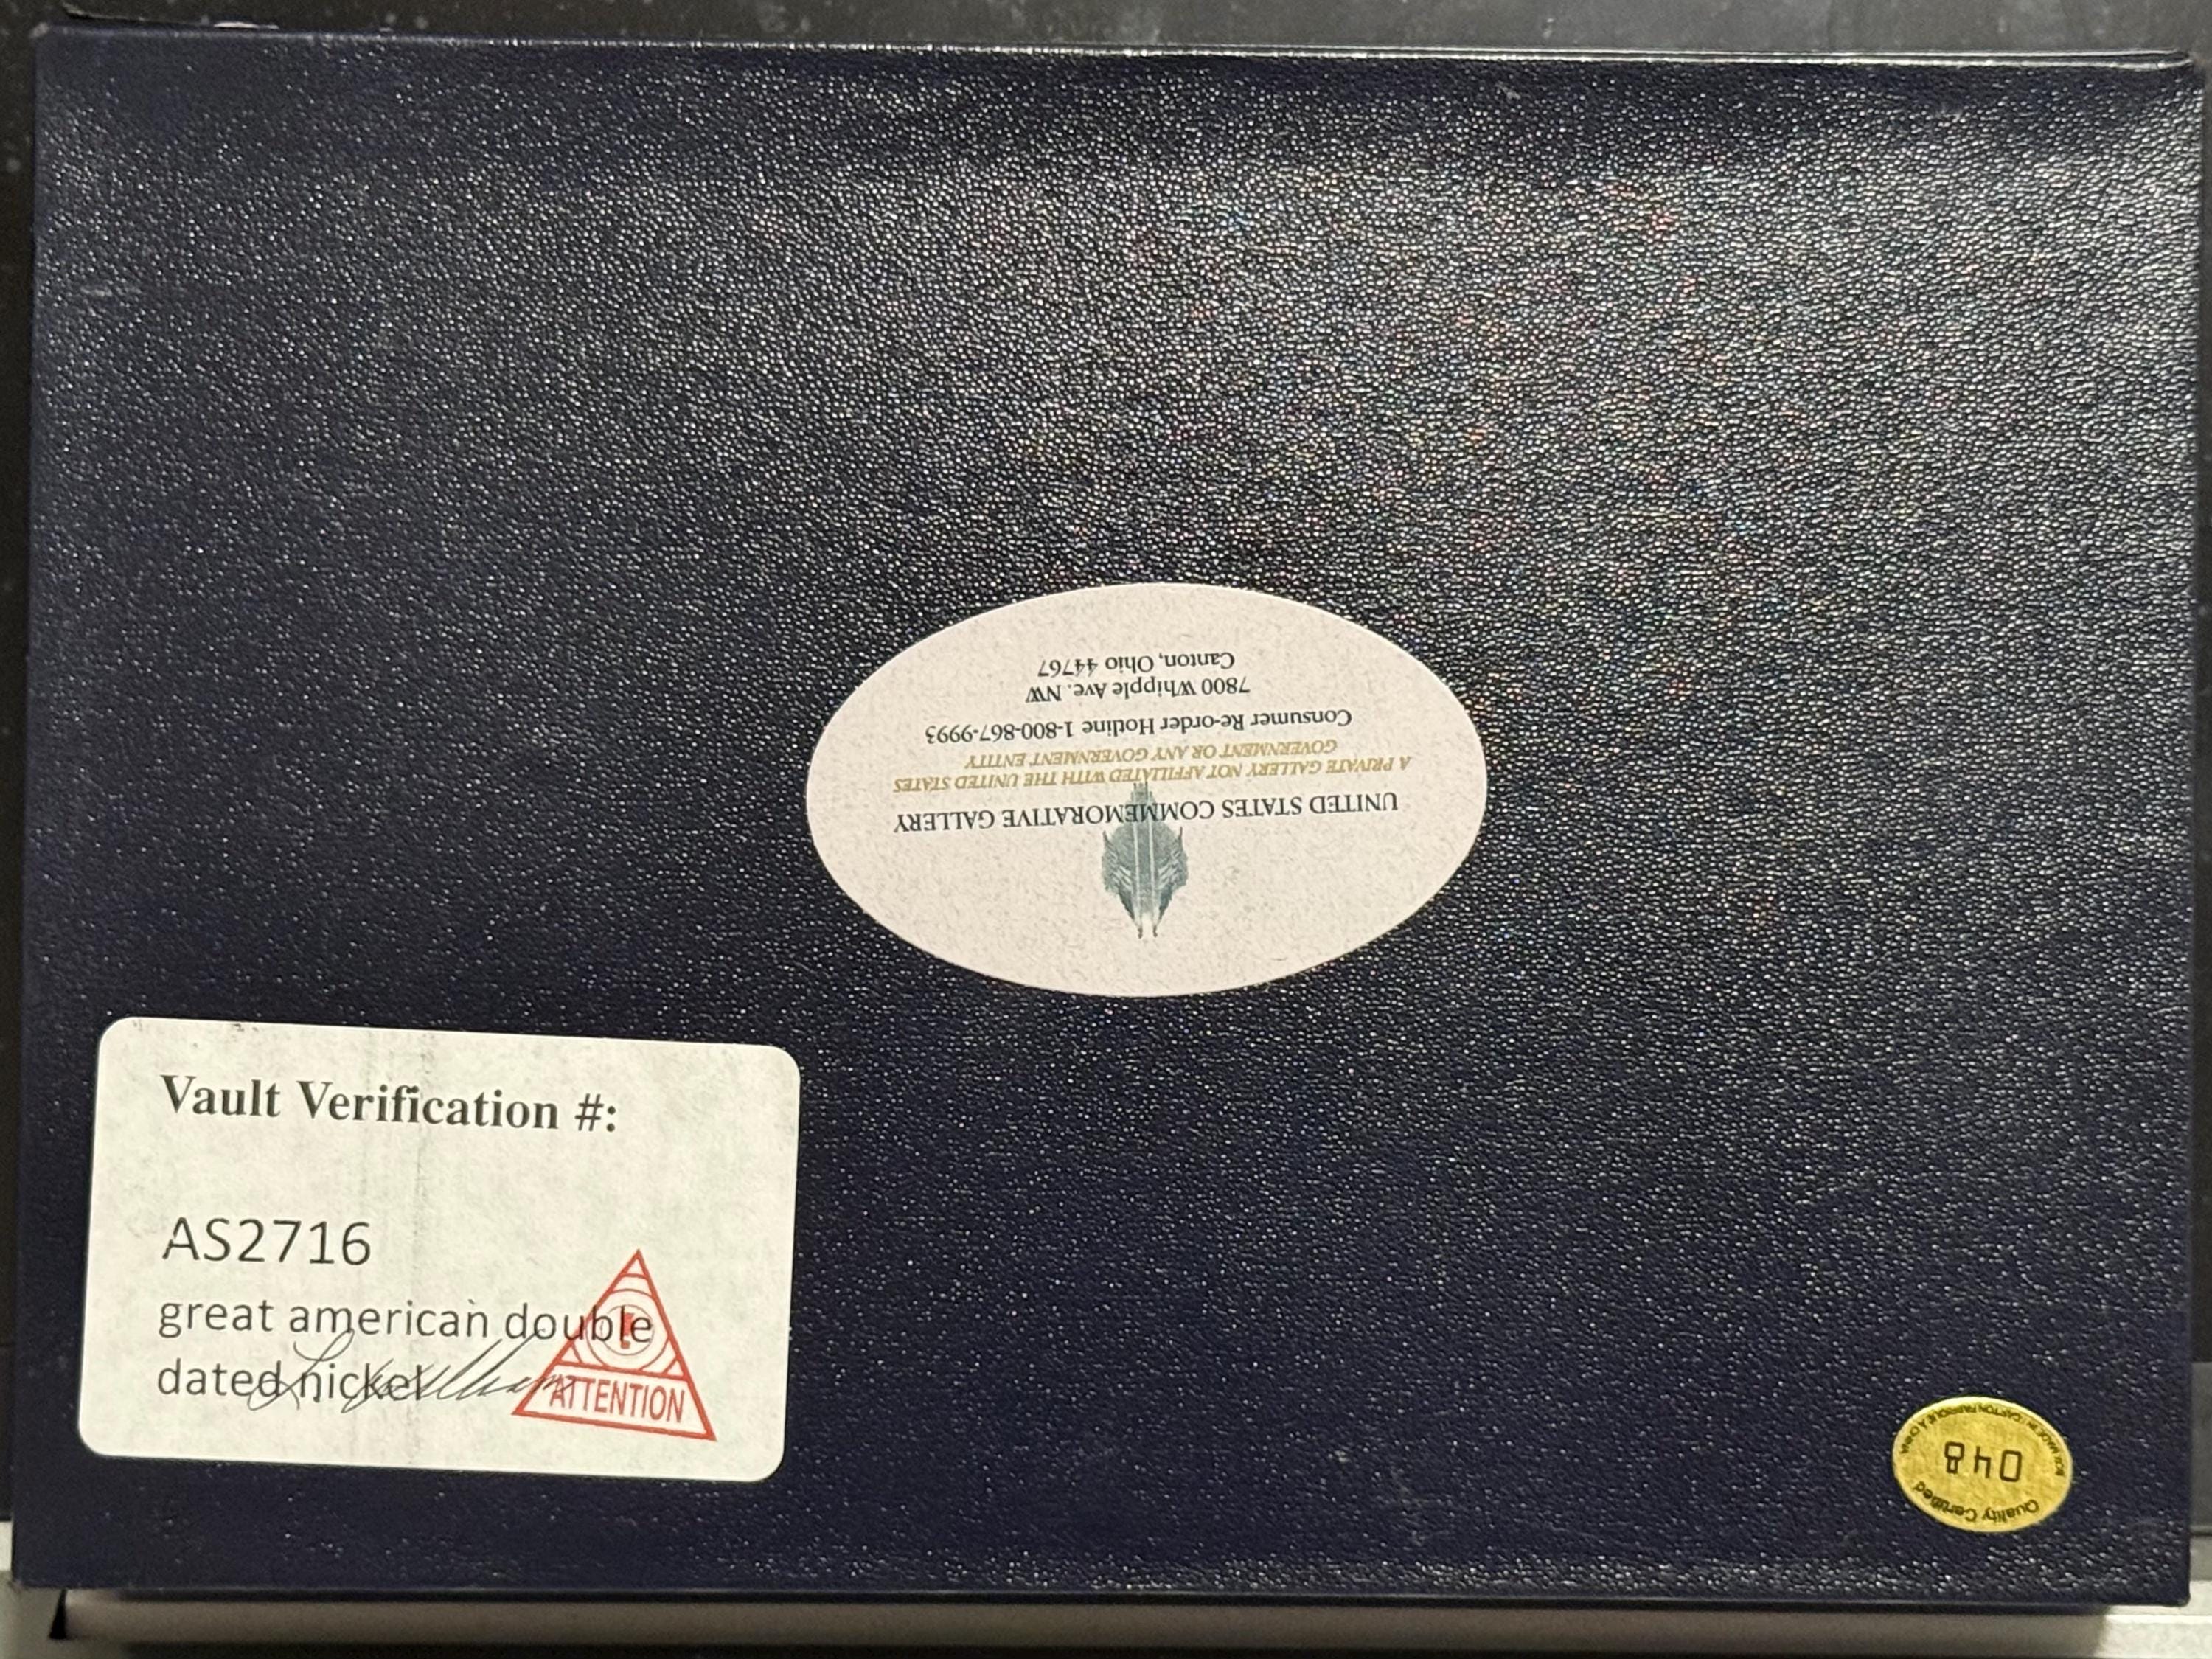 UNITED STATES COMMEMORATIVE GALLERY
A PRIVATE GALLERY NOT AFFILIATED WITH THE UNITED STATES
GOVERNMENT OR ANY GOVERNMENT ENTITY
Consumer Re-order Hotline 1-800-867-9993
7800 Whipple Ave. NW
Canton, Ohio 44767
Vault Verification #:
AS2716
great american double
dated nickel
ATTENTION
Quality Certified
048